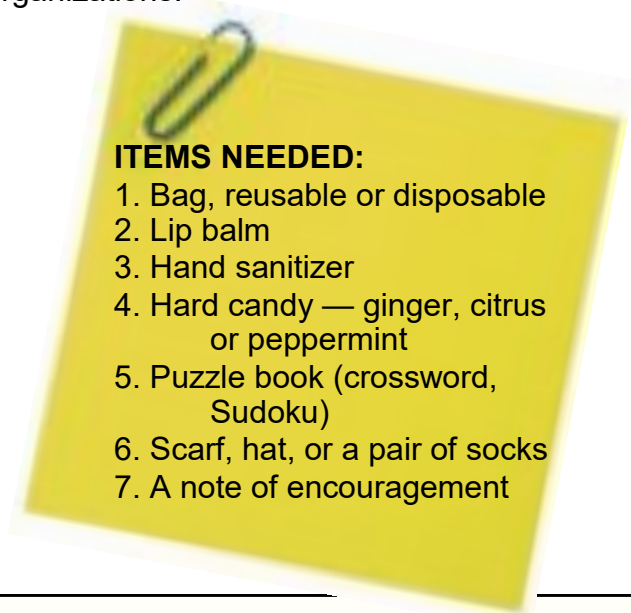 rganizations.
ITEMS NEEDED:
1. Bag, reusable or disposable
2. Lip balm
3. Hand sanitizer
4. Hard candy — ginger, citrus
or peppermint
5. Puzzle book (crossword,
Sudoku)
6. Scarf, hat, or a pair of socks
7. A note of encouragement